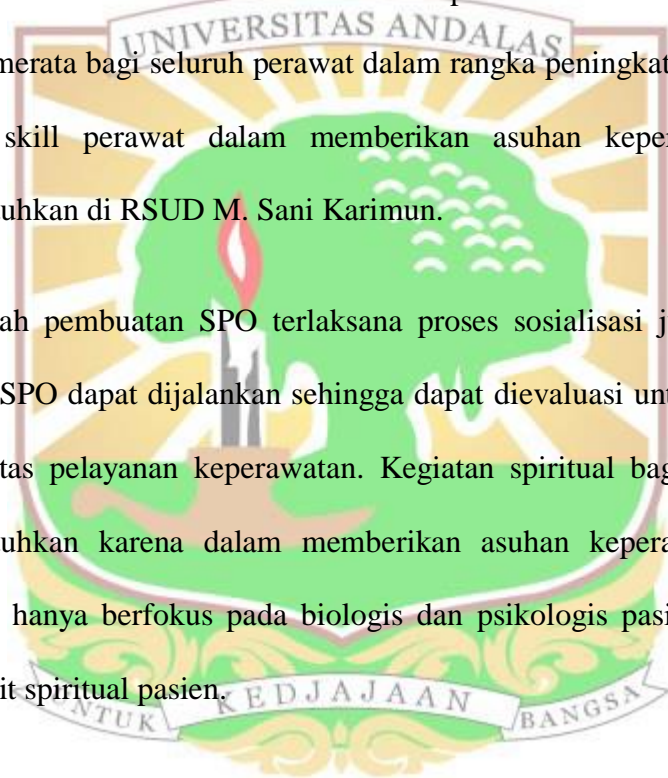 UNIVERSITAS ANDALAS
merata bagi seluruh perawat dalam rangka peningkat
skill perawat dalam memberikan asuhan keper
uhkan di RSUD M. Sani Karimun.
ah pembuatan SPO terlaksana proses sosialisasi j
SPO dapat dijalankan sehingga dapat dievaluasi unt
tas pelayanan keperawatan. Kegiatan spiritual bag
uhkan karena dalam memberikan asuhan kepera
hanya berfokus pada biologis dan psikologis pasi
it spiritual pasien.
UNTUK KEDJAJAAN BANGSA